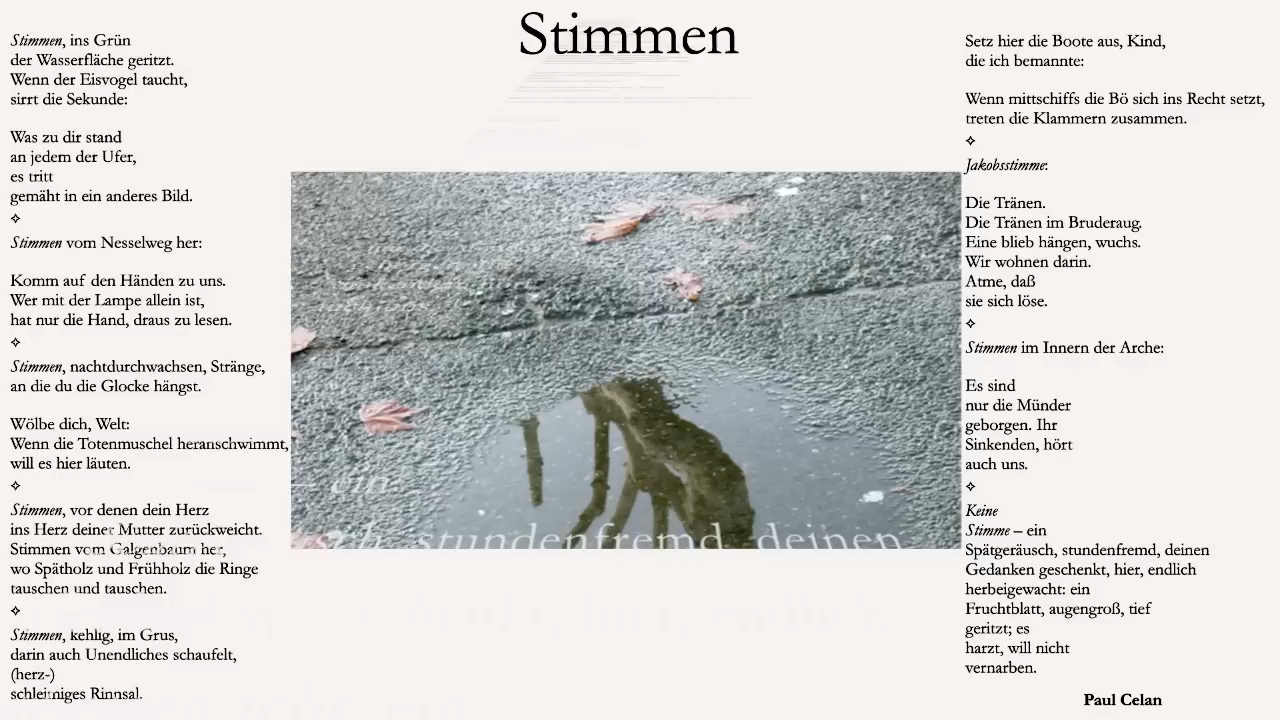 Stimmen
Stimmen, ins Grün
der Wasserfläche geritzt.
Wenn der Eisvogel taucht,
sirrt die Sekunde:
Was zu dir stand
an jedem der Ufer,
es tritt
gemäht in ein anderes Bild.
Stimmen vom Nesselweg her:
Komm auf den Händen zu uns.
Wer mit der Lampe allein ist,
hat nur die Hand, draus zu lesen.
Stimmen, nachtdurchwachsen, Stränge,
an die du die Glocke hängst.
Wölbe dich, Welt:
Wenn die Totenmuschel heranschwimmt,
will es hier läuten.
Stimmen, vor denen dein Herz
ins Herz deiner Mutter zurückweicht.
Stimmen vom Galgenbaum her,
wo Spätholz und Frühholz die Ringe
tauschen und tauschen.
Stimmen, kehlig, im Grus,
darin auch Unendliches schaufelt,
(herz-)
schleiniges Rinnsal.
– ein
sch, stundenfremd, deinen
Setz hier die Boote aus, Kind,
die ich bemannte:
Wenn mittschiffs die Bö sich ins Recht setzt,
treten die Klammern zusammen.
Jakobsstimme:
Die Tränen.
Die Tränen im Bruderaug.
Eine blieb hängen, wuchs.
Wir wohnen darin.
Atme, daß
sie sich löse.
Stimmen im Innern der Arche:
Es sind
nur die Münder
geborgen. Ihr
Sinkenden, hört
auch uns.
Keine
Stimme – ein
Spätgeräusch, stundenfremd, deinen
Gedanken geschenkt, hier, endlich
herbeigewacht: ein
Fruchtblatt, augengroß, tief
geritzt; es
harzt, will nicht
vernarben.
Paul Celan